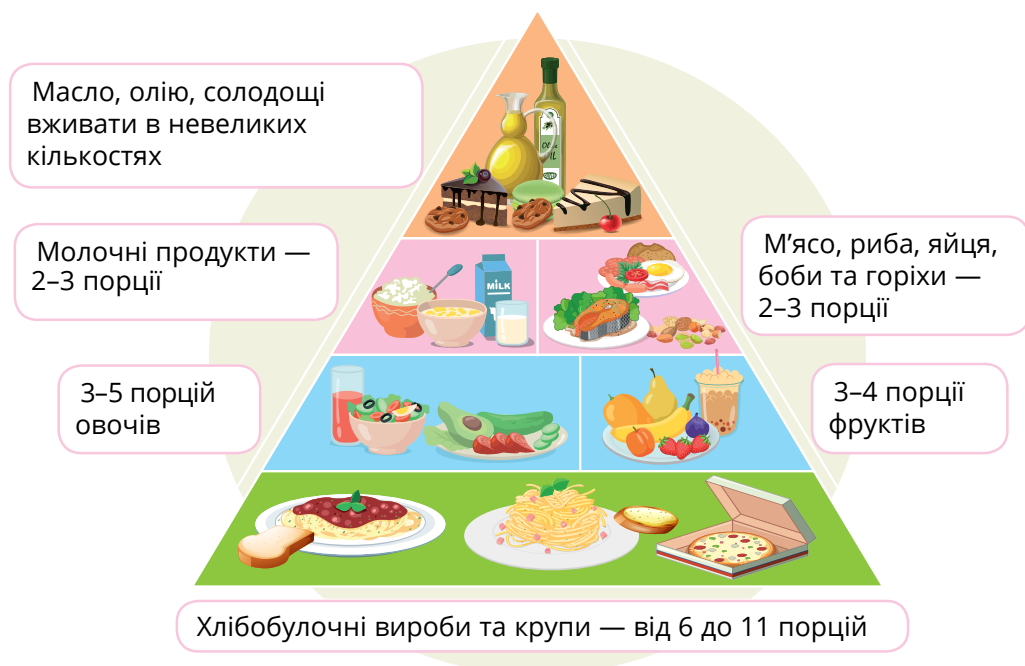 Масло, олію, солодощі
вживати в невеликих
кількостях
Молочні продукти —
2–3 порції
М’ясо, риба, яйця,
боби та горіхи —
2–3 порції
MILK
3–5 порцій
овочів
3–4 порції
фруктів
Хлібобулочні вироби та крупи — від 6 до 11 порцій